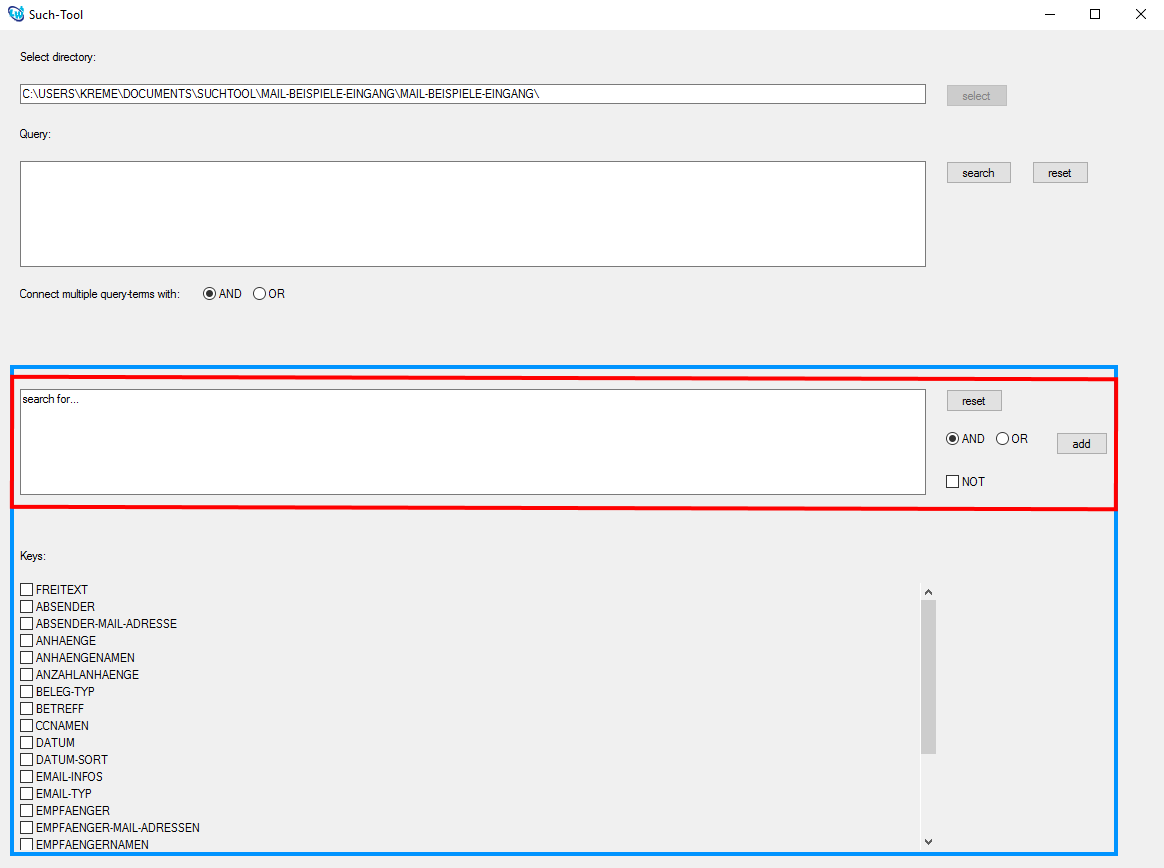 Such-Tool
Select directory:
C:\USERS\KREME\DOCUMENTS\SUCHTOOL\MAIL-BEISPIELE-EINGANG\MAIL-BEISPIELE-EINGANG\
select
Query:
search
reset
Connect multiple query-terms with:
AND
OR
search for...
reset
AND
OR
add
NOT
Keys:
FREITEXT
ABSENDER
ABSENDER-MAIL-ADRESSE
ANHAENGE
ANHAENGENAMEN
ANZAHLANHAENGE
BELEG-TYP
BETREFF
CCNAMEN
DATUM
DATUM-SORT
EMAIL-INFOS
EMAIL-TYP
EMPFAENGER
EMPFAENGER-MAIL-ADRESSEN
EMPFAENGERNAMEN